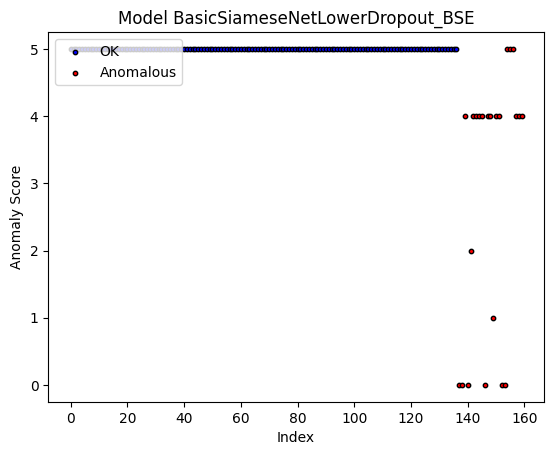 Model BasicSiameseNetLowerDropout_BSE
OK
Anomalous
Anomaly Score
5
4
3
2
1
0
0 20 40 60 80 100 120 140 160
Index